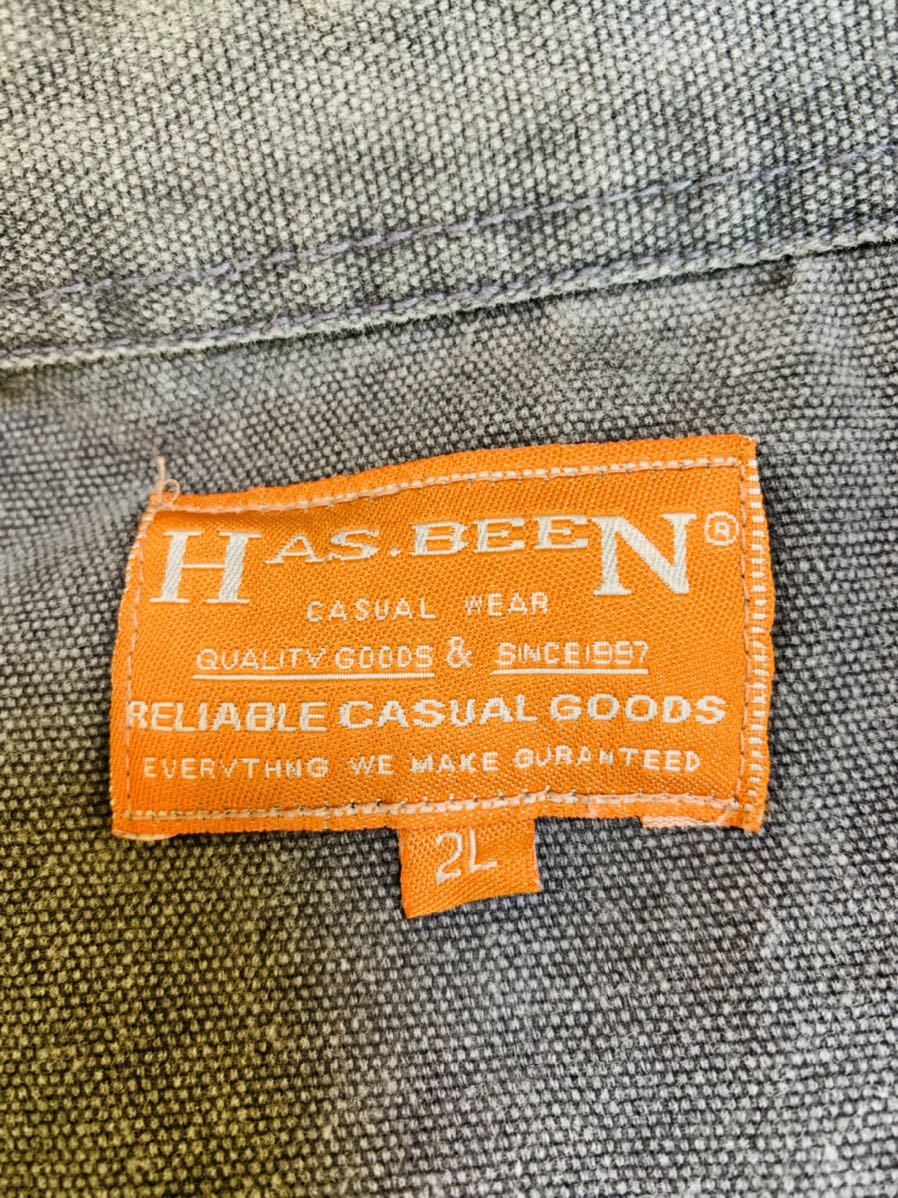 HAS.BEEN®
CASUAL WEAR
QUALITY GOODS & SINCE1997
RELIABLE CASUAL GOODS
EVERYTHNG WE MAKE GURANTEED
2L